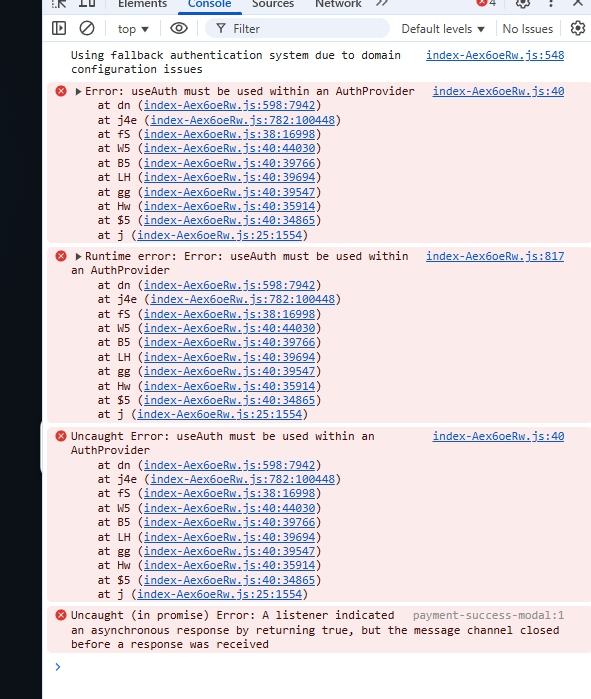 Elements Console Sources Network 4
top Filter Default levels No Issues
Using fallback authentication system due to domain index-Aex6oeRw.js:548
configuration issues
Error: useAuth must be used within an AuthProvider index-Aex6oeRw.js:40
at dn (index-Aex6oeRw.js:598:7942)
at j4e (index-Aex6oeRw.js:782:100448)
at fS (index-Aex6oeRw.js:38:16998)
at W5 (index-Aex6oeRw.js:40:44030)
at B5 (index-Aex6oeRw.js:40:39766)
at LH (index-Aex6oeRw.js:40:39694)
at gg (index-Aex6oeRw.js:40:39547)
at Hw (index-Aex6oeRw.js:40:35914)
at $5 (index-Aex6oeRw.js:40:34865)
at j (index-Aex6oeRw.js:25:1554)
Runtime error: Error: useAuth must be used within index-Aex6oeRw.js:817
an AuthProvider
at dn (index-Aex6oeRw.js:598:7942)
at j4e (index-Aex6oeRw.js:782:100448)
at fS (index-Aex6oeRw.js:38:16998)
at W5 (index-Aex6oeRw.js:40:44030)
at B5 (index-Aex6oeRw.js:40:39766)
at LH (index-Aex6oeRw.js:40:39694)
at gg (index-Aex6oeRw.js:40:39547)
at Hw (index-Aex6oeRw.js:40:35914)
at $5 (index-Aex6oeRw.js:40:34865)
at j (index-Aex6oeRw.js:25:1554)
Uncaught Error: useAuth must be used within an index-Aex6oeRw.js:40
AuthProvider
at dn (index-Aex6oeRw.js:598:7942)
at j4e (index-Aex6oeRw.js:782:100448)
at fS (index-Aex6oeRw.js:38:16998)
at W5 (index-Aex6oeRw.js:40:44030)
at B5 (index-Aex6oeRw.js:40:39766)
at LH (index-Aex6oeRw.js:40:39694)
at gg (index-Aex6oeRw.js:40:39547)
at Hw (index-Aex6oeRw.js:40:35914)
at $5 (index-Aex6oeRw.js:40:34865)
at j (index-Aex6oeRw.js:25:1554)
Uncaught (in promise) Error: A listener indicated payment-success-modal:1
an asynchronous response by returning true, but the message channel closed
before a response was received